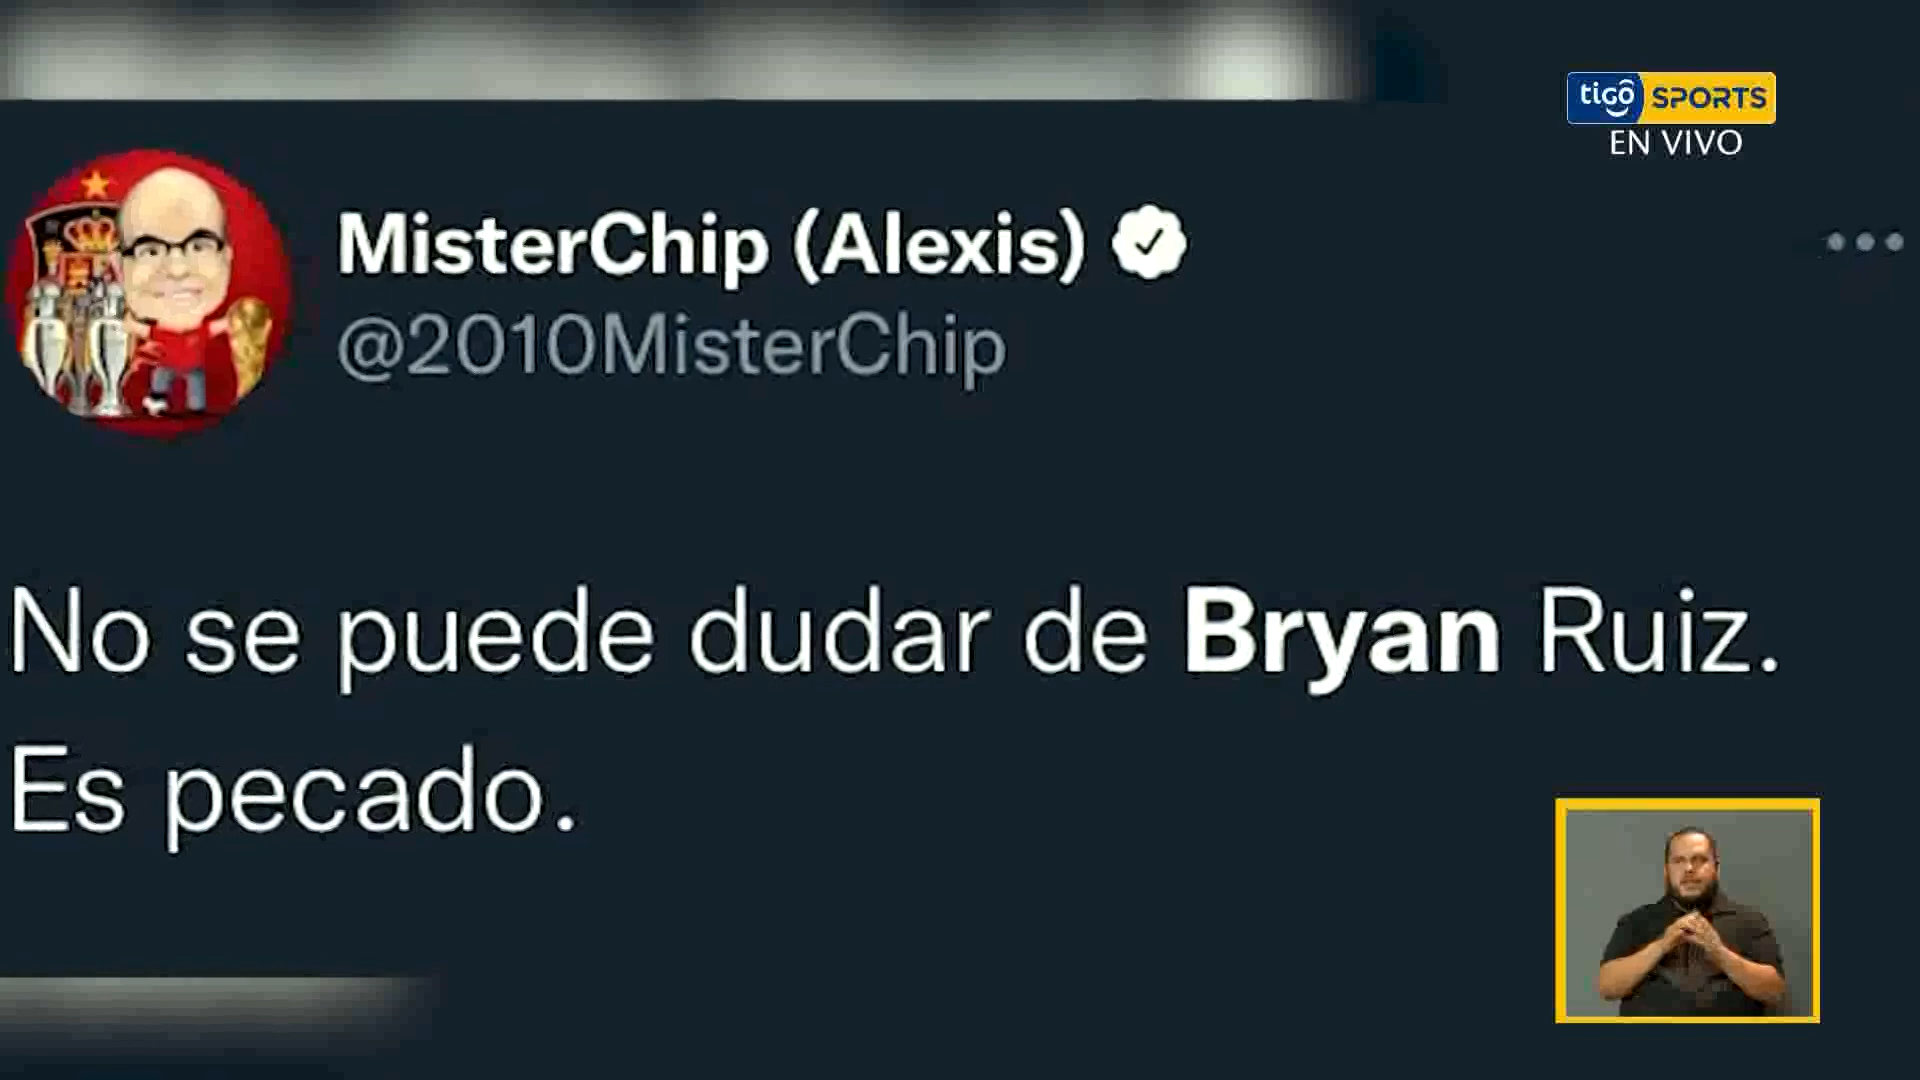 tigo SPORTS
EN VIVO
MisterChip (Alexis)
@2010MisterChip
No se puede dudar de Bryan Ruiz.
Es pecado.